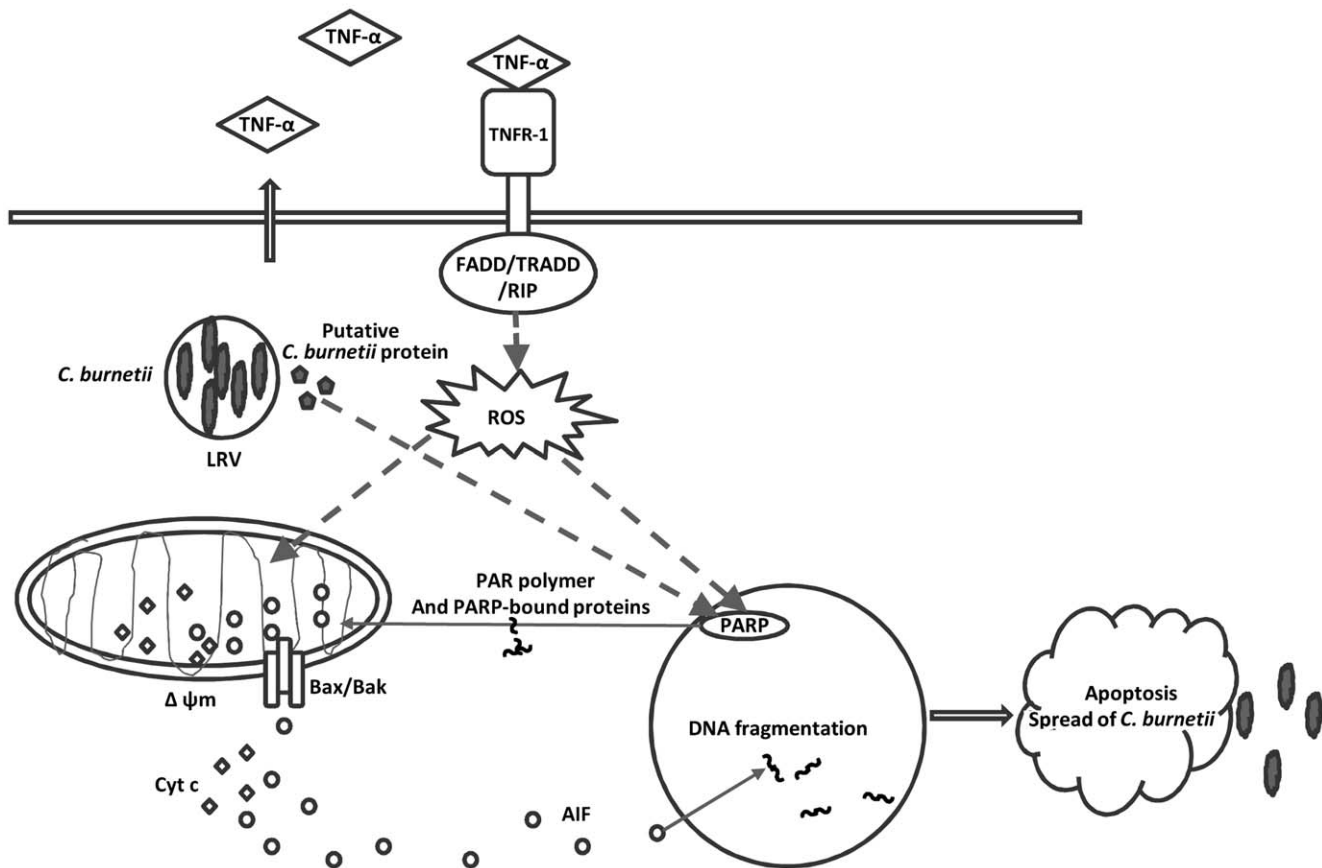 TNF-α
TNF-α
TNF-α
TNFR-1
FADD/TRADD
/RIP
Putative
C. burnetii protein
C. burnetii
ROS
LRV
PAR polymer
And PARP-bound proteins
PARP
Δ ψm
Bax/Bak
Apoptosis
Spread of C. burnetii
DNA fragmentation
Cyt c
AIF